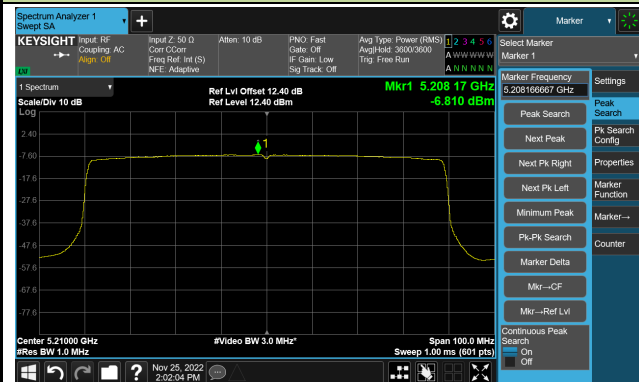 Spectrum Analyzer 1
Swept SA
+
Marker
KEYSIGHT Input: RF
Coupling: AC
Align: Off
Input Z: 50 Ω
Corr CCorr
Freq Ref: Int (S)
NFE: Adaptive
Atten: 10 dB
PNO: Fast
Gate: Off
IF Gain: Low
Sig Track: Off
Avg Type: Power (RMS)
Avg|Hold: 3600/3600
Trig: Free Run
1 2 3 4 5 6
A W W W W W
A N N N N N
Select Marker
Marker 1
1 Spectrum
Scale/Div 10 dB
Log
Ref Lvl Offset 12.40 dB
Ref Level 12.40 dBm
Mkr1 5.208 17 GHz
-6.810 dBm
Marker Frequency
5.208166667 GHz
Settings
Peak Search
Next Peak
Next Pk Right
Next Pk Left
Minimum Peak
Pk-Pk Search
Marker Delta
Mkr→CF
Mkr→Ref Lvl
Continuous Peak
Search
On
Off
Peak
Search
Pk Search
Config
Properties
Marker
Function
Marker→
Counter
2.40
-7.60
-17.6
-27.6
-37.6
-47.6
-57.6
-67.6
-77.6
1
Center 5.21000 GHz
#Res BW 1.0 MHz
#Video BW 3.0 MHz*
Span 100.0 MHz
Sweep 1.00 ms (601 pts)
?
Nov 25, 2022
2:02:04 PM